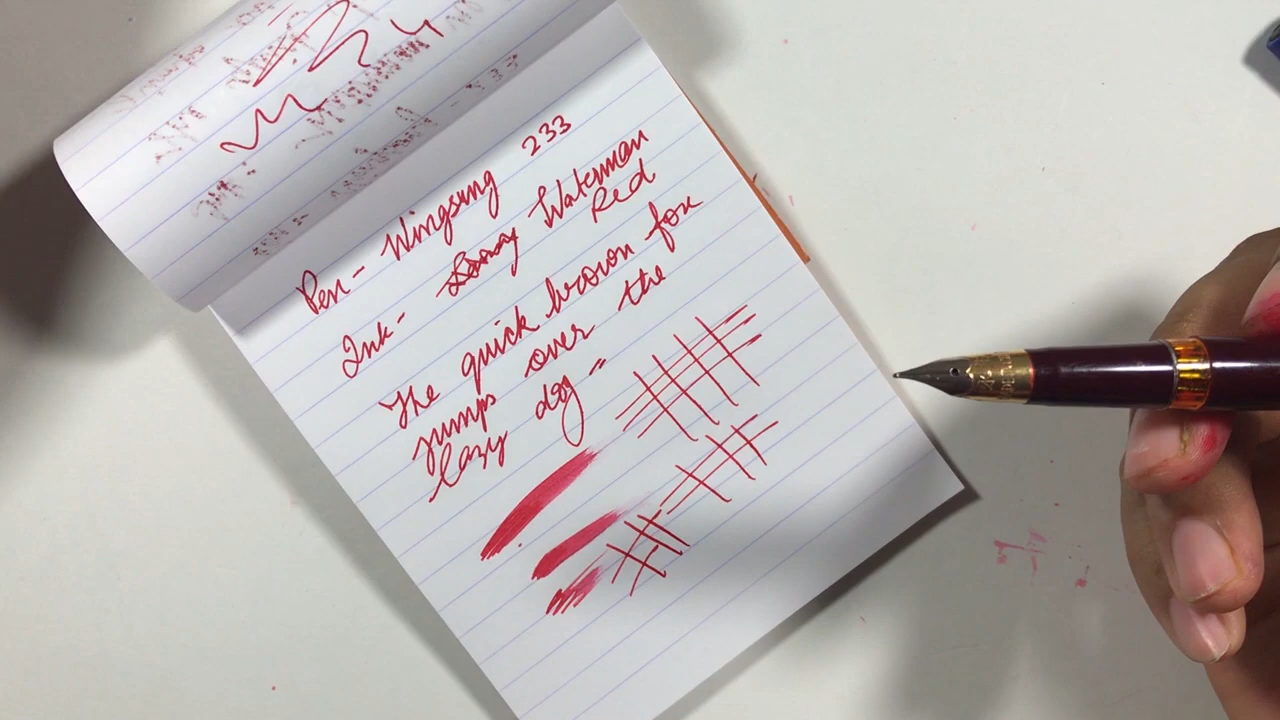 Pen - Wingsung 233
Ink - Waterman
Red
The quick brown fox
jumps over the
lazy dog =